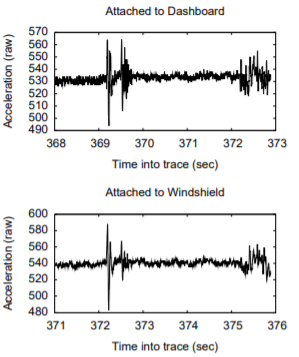 Attached to Dashboard
Acceleration (raw)
570
560
550
540
530
520
510
500
490
368 369 370 371 372 373
Time into trace (sec)
Attached to Windshield
Acceleration (raw)
600
580
560
540
520
500
480
371 372 373 374 375 376
Time into trace (sec)